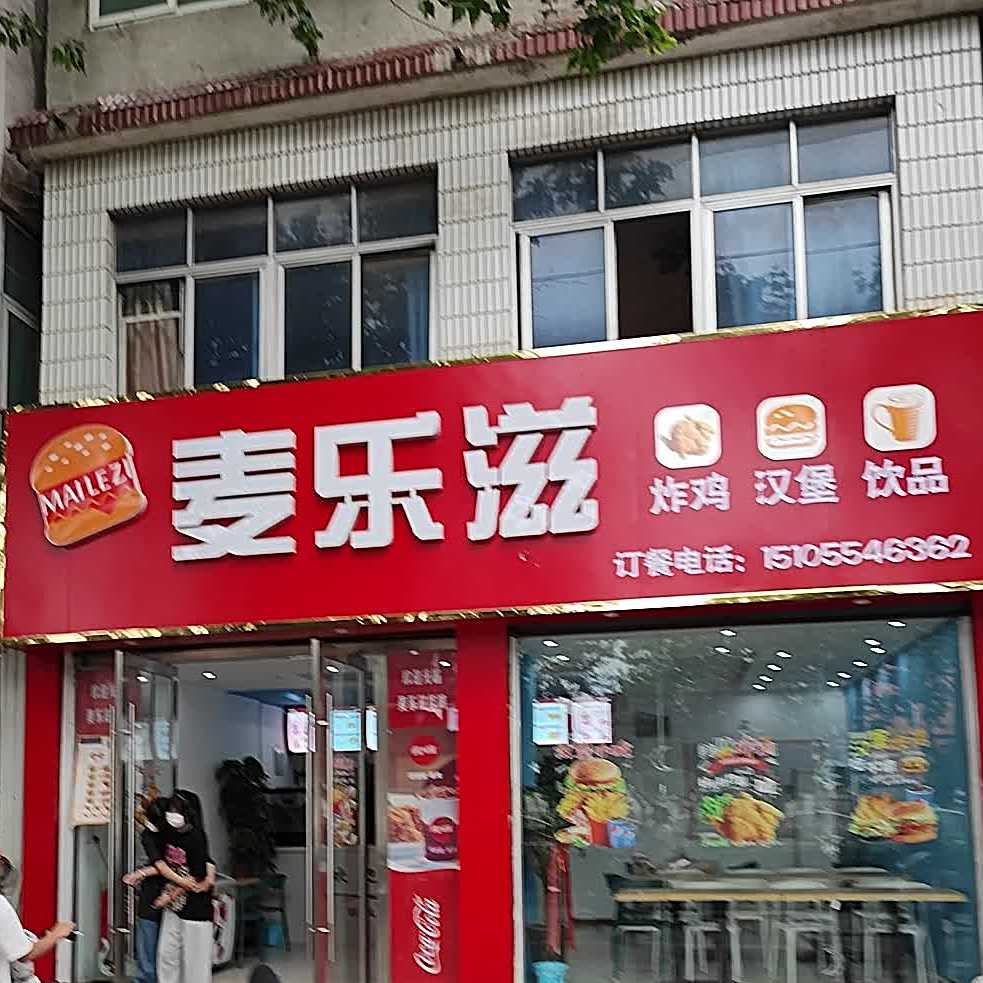 MAILEZI
麦乐滋
炸鸡 汉堡 饮品
订餐电话：15105546362
Coca-Cola